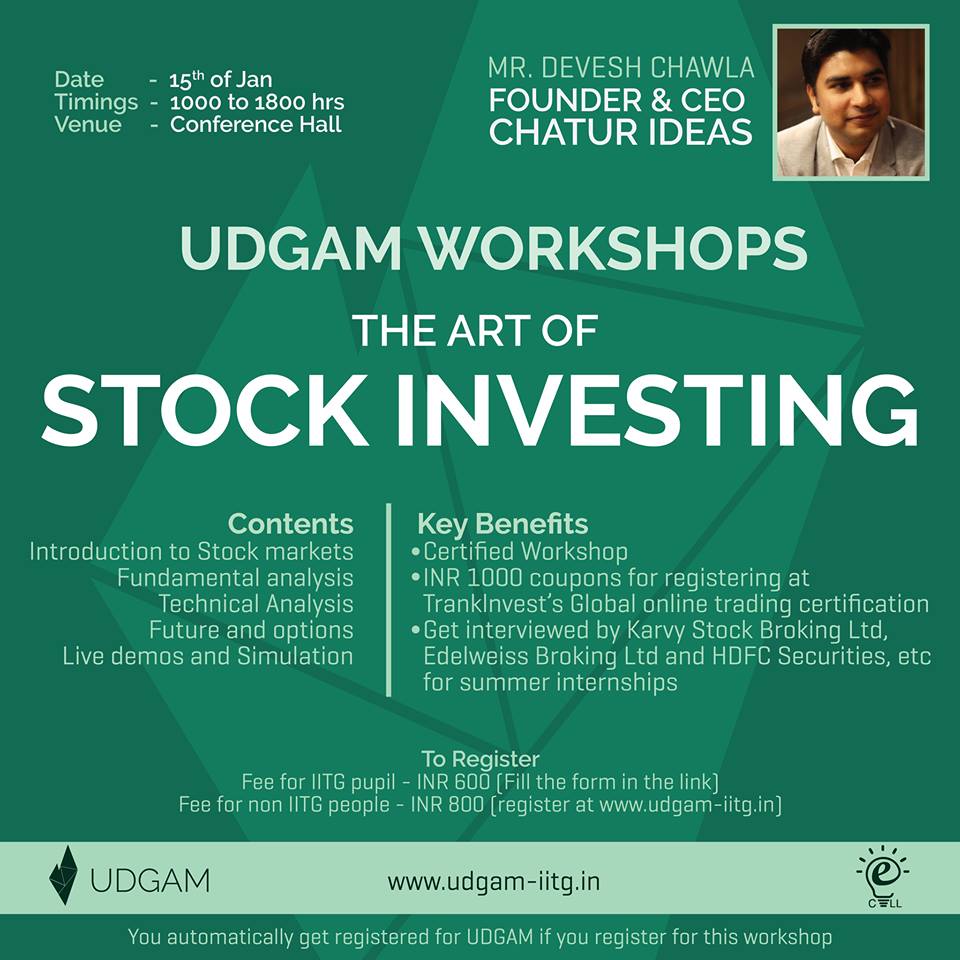 Date - 15th of Jan
Timings - 1000 to 1800 hrs
Venue - Conference Hall
MR. DEVESH CHAWLA
FOUNDER & CEO
CHATUR IDEAS
UDGAM WORKSHOPS
THE ART OF
STOCK INVESTING
Contents
Introduction to Stock markets
Fundamental analysis
Technical Analysis
Future and options
Live demos and Simulation
Key Benefits
•Certified Workshop
•INR 1000 coupons for registering at
TrankInvest's Global online trading certification
•Get interviewed by Karvy Stock Broking Ltd,
Edelweiss Broking Ltd and HDFC Securities, etc
for summer internships
To Register
Fee for IITG pupil - INR 600 (Fill the form in the link)
Fee for non IITG people - INR 800 (register at www.udgam-iitg.in)
UDGAM
www.udgam-iitg.in
e
CELL
You automatically get registered for UDGAM if you register for this workshop